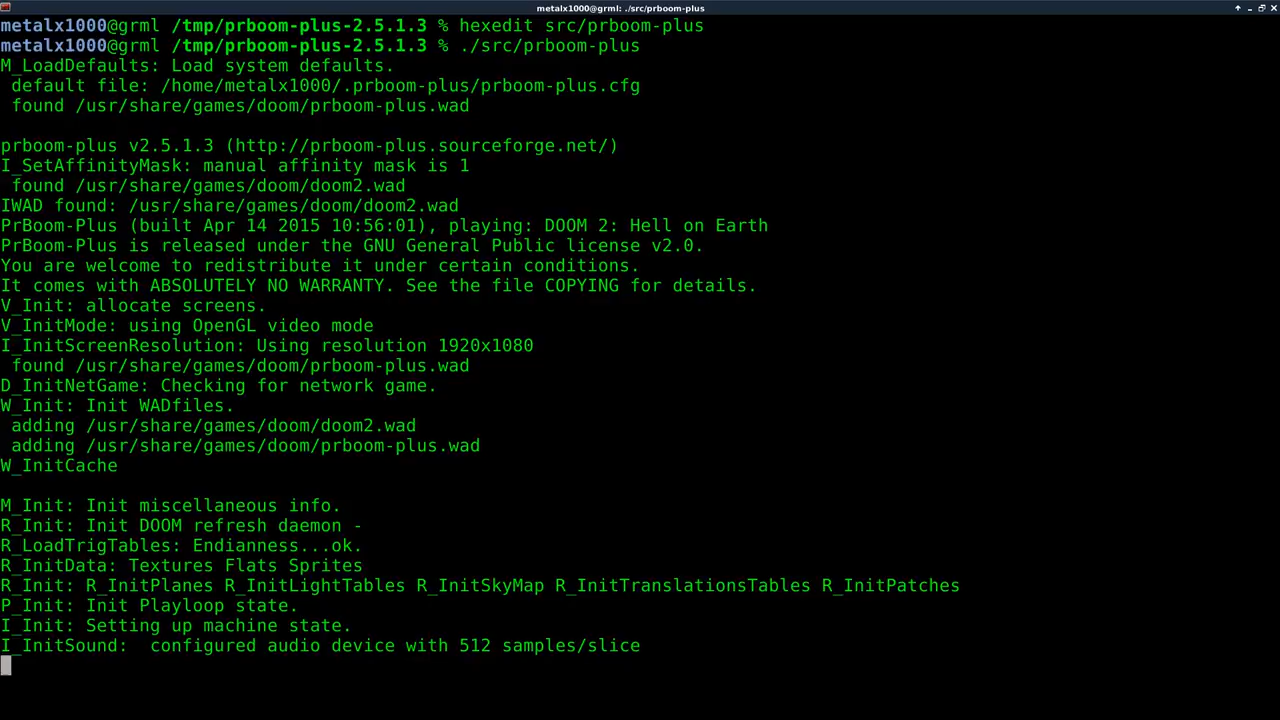 metalx1000@grml: ./src/prboom-plus
metalx1000@grml /tmp/prboom-plus-2.5.1.3 % hexedit src/prboom-plus
metalx1000@grml /tmp/prboom-plus-2.5.1.3 % ./src/prboom-plus
M_LoadDefaults: Load system defaults.
 default file: /home/metalx1000/.prboom-plus/prboom-plus.cfg
 found /usr/share/games/doom/prboom-plus.wad
prboom-plus v2.5.1.3 (http://prboom-plus.sourceforge.net/)
I_SetAffinityMask: manual affinity mask is 1
 found /usr/share/games/doom/doom2.wad
IWAD found: /usr/share/games/doom/doom2.wad
PrBoom-Plus (built Apr 14 2015 10:56:01), playing: DOOM 2: Hell on Earth
PrBoom-Plus is released under the GNU General Public license v2.0.
You are welcome to redistribute it under certain conditions.
It comes with ABSOLUTELY NO WARRANTY. See the file COPYING for details.
V_Init: allocate screens.
V_InitMode: using OpenGL video mode
I_InitScreenResolution: Using resolution 1920x1080
 found /usr/share/games/doom/prboom-plus.wad
D_InitNetGame: Checking for network game.
W_Init: Init WADfiles.
 adding /usr/share/games/doom/doom2.wad
 adding /usr/share/games/doom/prboom-plus.wad
W_InitCache
M_Init: Init miscellaneous info.
R_Init: Init DOOM refresh daemon -
R_LoadTrigTables: Endianness...ok.
R_InitData: Textures Flats Sprites
R_Init: R_InitPlanes R_InitLightTables R_InitSkyMap R_InitTranslationsTables R_InitPatches
P_Init: Init Playloop state.
I_Init: Setting up machine state.
I_InitSound:  configured audio device with 512 samples/slice